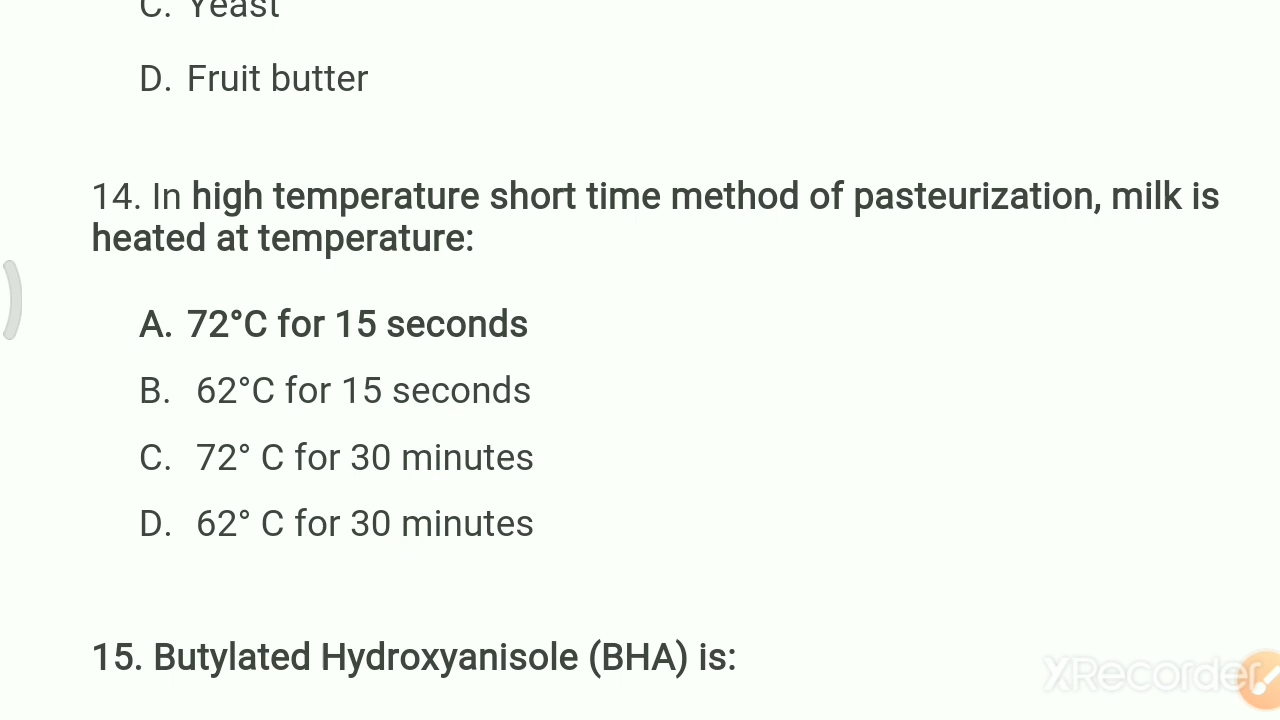 C. Yeast
D. Fruit butter
14. In high temperature short time method of pasteurization, milk is
heated at temperature:
A. 72°C for 15 seconds
B. 62°C for 15 seconds
C. 72° C for 30 minutes
D. 62° C for 30 minutes
15. Butylated Hydroxyanisole (BHA) is:
XRecorder